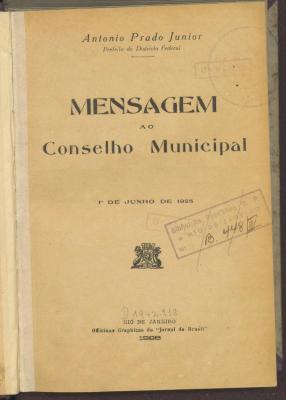 Antonio Prado Junior
Prefeito do Districto Federal
MENSAGEM
AO
Conselho Municipal
1º DE JUNHO DE 1928
B. 448
RIO DE JANEIRO
Officinas Graphicas do "Jornal do Brasil"
1928